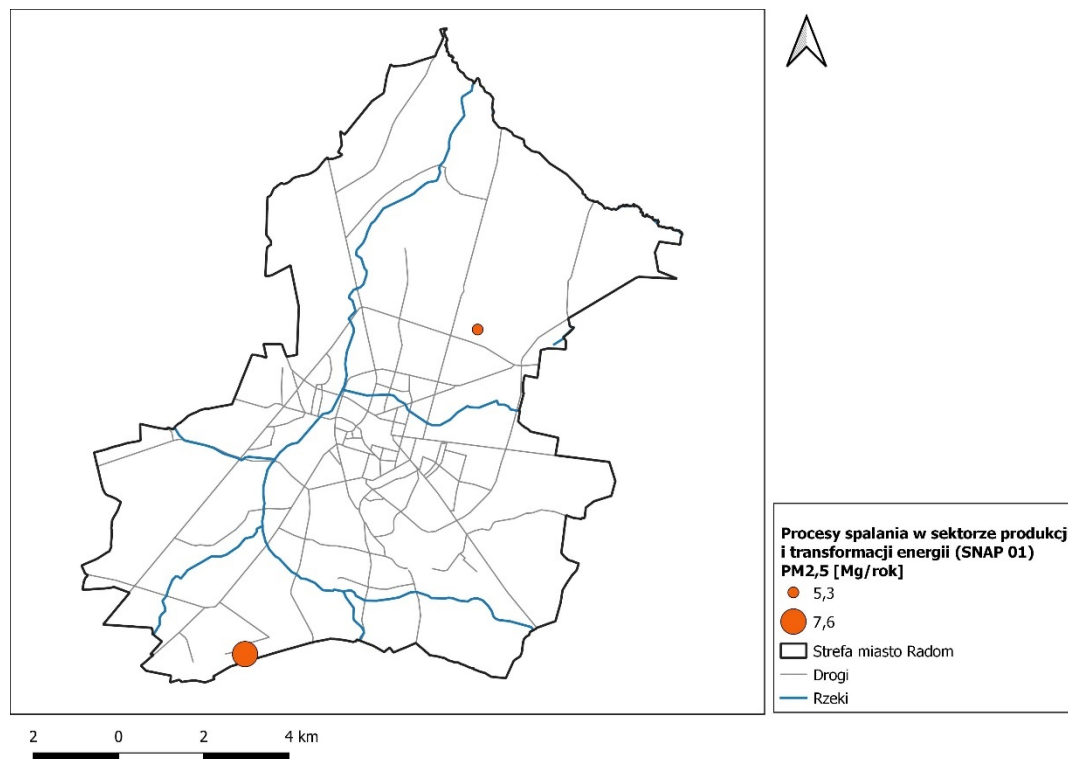 Procesy spalania w sektorze produkcj
i transformacji energii (SNAP 01)
PM2,5 [Mg/rok]
5,3
7,6
Strefa miasto Radom
Drogi
Rzeki
2 0 2 4 km